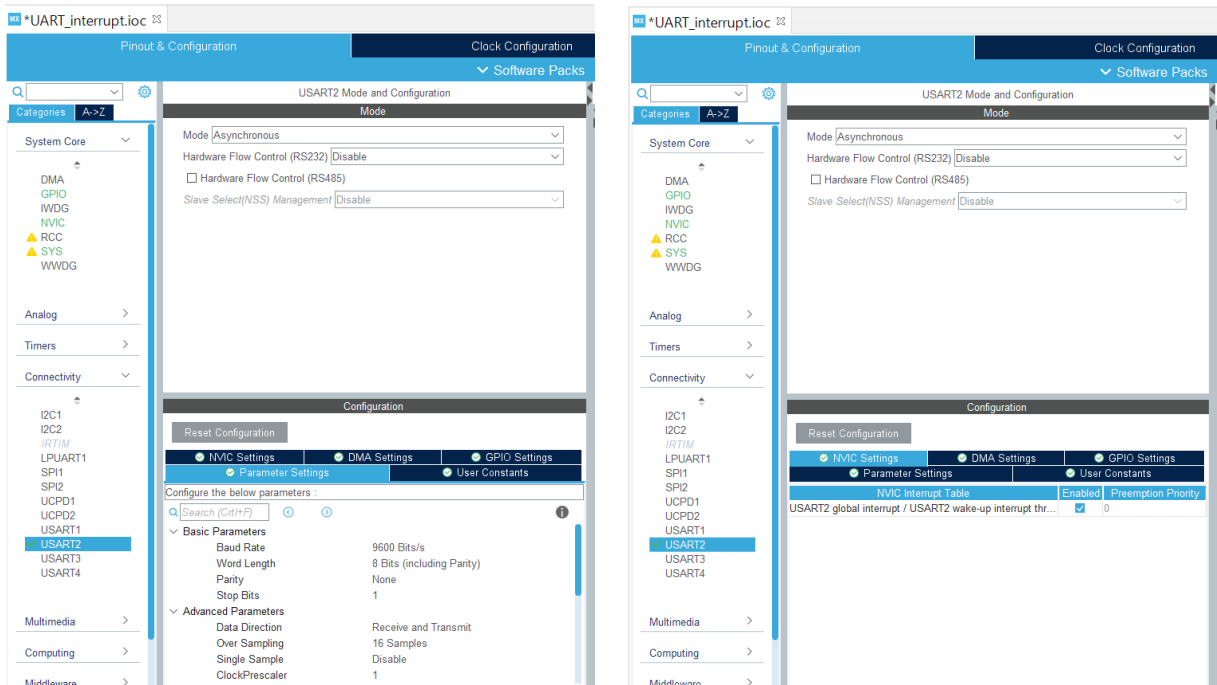 MX *UART_interrupt.ioc
Pinout & Configuration
Clock Configuration
Software Packs
Categories A->Z
System Core
DMA
GPIO
IWDG
NVIC
RCC
SYS
WWDG
Analog
Timers
Connectivity
I2C1
I2C2
IRTIM
LPUART1
SPI1
SPI2
UCPD1
UCPD2
USART1
USART2
USART3
USART4
Multimedia
Computing
Middleware
USART2 Mode and Configuration
Mode
Mode Asynchronous
Hardware Flow Control (RS232) Disable
Hardware Flow Control (RS485)
Slave Select(NSS) Management Disable
Configuration
Reset Configuration
NVIC Settings DMA Settings GPIO Settings
Parameter Settings User Constants
Configure the below parameters :
Search (Crtl+F)
Basic Parameters
Baud Rate 9600 Bits/s
Word Length 8 Bits (including Parity)
Parity None
Stop Bits 1
Advanced Parameters
Data Direction Receive and Transmit
Over Sampling 16 Samples
Single Sample Disable
ClockPrescaler 1
MX *UART_interrupt.ioc
Pinout & Configuration
Clock Configuration
Software Packs
Categories A->Z
System Core
DMA
GPIO
IWDG
NVIC
RCC
SYS
WWDG
Analog
Timers
Connectivity
I2C1
I2C2
IRTIM
LPUART1
SPI1
SPI2
UCPD1
UCPD2
USART1
USART2
USART3
USART4
Multimedia
Computing
Middleware
USART2 Mode and Configuration
Mode
Mode Asynchronous
Hardware Flow Control (RS232) Disable
Hardware Flow Control (RS485)
Slave Select(NSS) Management Disable
Configuration
Reset Configuration
NVIC Settings DMA Settings GPIO Settings
Parameter Settings User Constants
NVIC Interrupt Table Enabled Preemption Priority
USART2 global interrupt / USART2 wake-up interrupt thr... 0